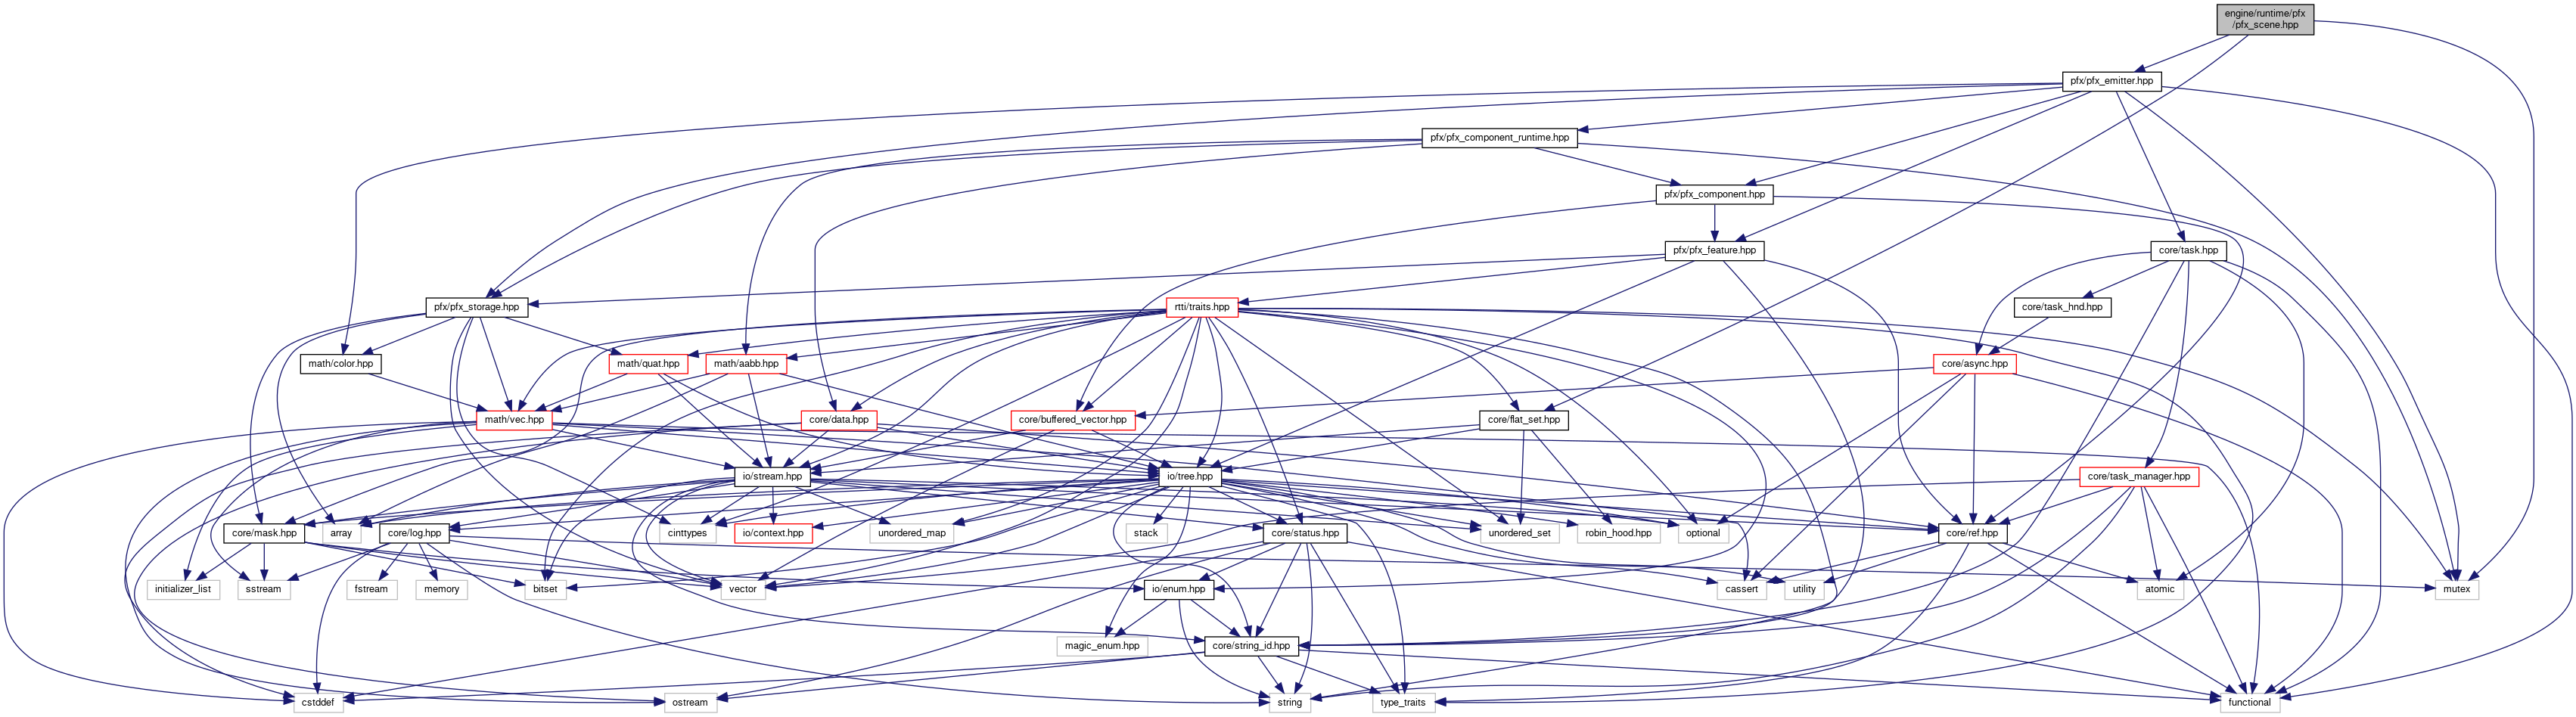 engine/runtime/pfx
/pfx_scene.hpp
pfx/pfx_emitter.hpp
pfx/pfx_component_runtime.hpp
pfx/pfx_component.hpp
pfx/pfx_feature.hpp
core/task.hpp
pfx/pfx_storage.hpp
rtti/traits.hpp
core/task_hnd.hpp
math/color.hpp
math/quat.hpp
math/aabb.hpp
core/async.hpp
math/vec.hpp
core/data.hpp
core/buffered_vector.hpp
core/flat_set.hpp
io/stream.hpp
io/tree.hpp
core/task_manager.hpp
core/mask.hpp
array
core/log.hpp
cinttypes
io/context.hpp
unordered_map
stack
core/status.hpp
unordered_set
robin_hood.hpp
optional
core/ref.hpp
initializer_list
sstream
fstream
memory
bitset
vector
io/enum.hpp
cassert
utility
atomic
mutex
magic_enum.hpp
core/string_id.hpp
cstddef
ostream
string
type_traits
functional